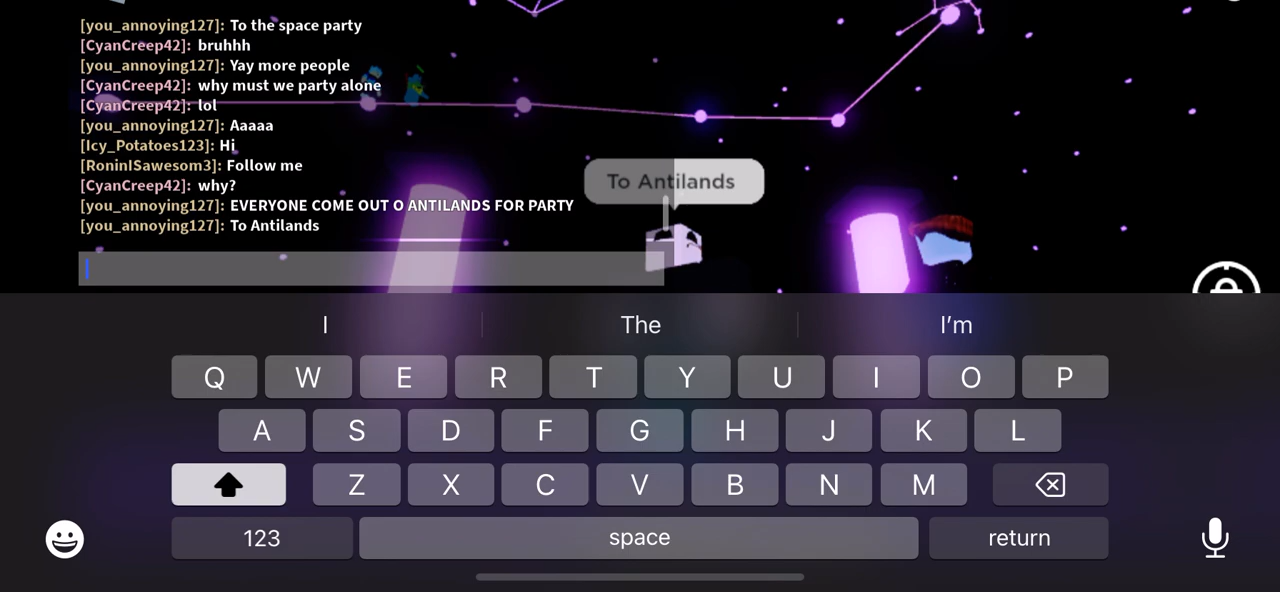 [you_annoying127]: To the space party
[CyanCreep42]: bruhhh
[you_annoying127]: Yay more people
[CyanCreep42]: why must we party alone
[CyanCreep42]: lol
[you_annoying127]: Aaaaa
[Icy_Potatoes123]: Hi
[RoninISawesom3]: Follow me
[CyanCreep42]: why?
[you_annoying127]: EVERYONE COME OUT O ANTILANDS FOR PARTY
[you_annoying127]: To Antilands
To Antilands
I The I’m
Q W E R T Y U I O P
A S D F G H J K L
Z X C V B N M
123 space return